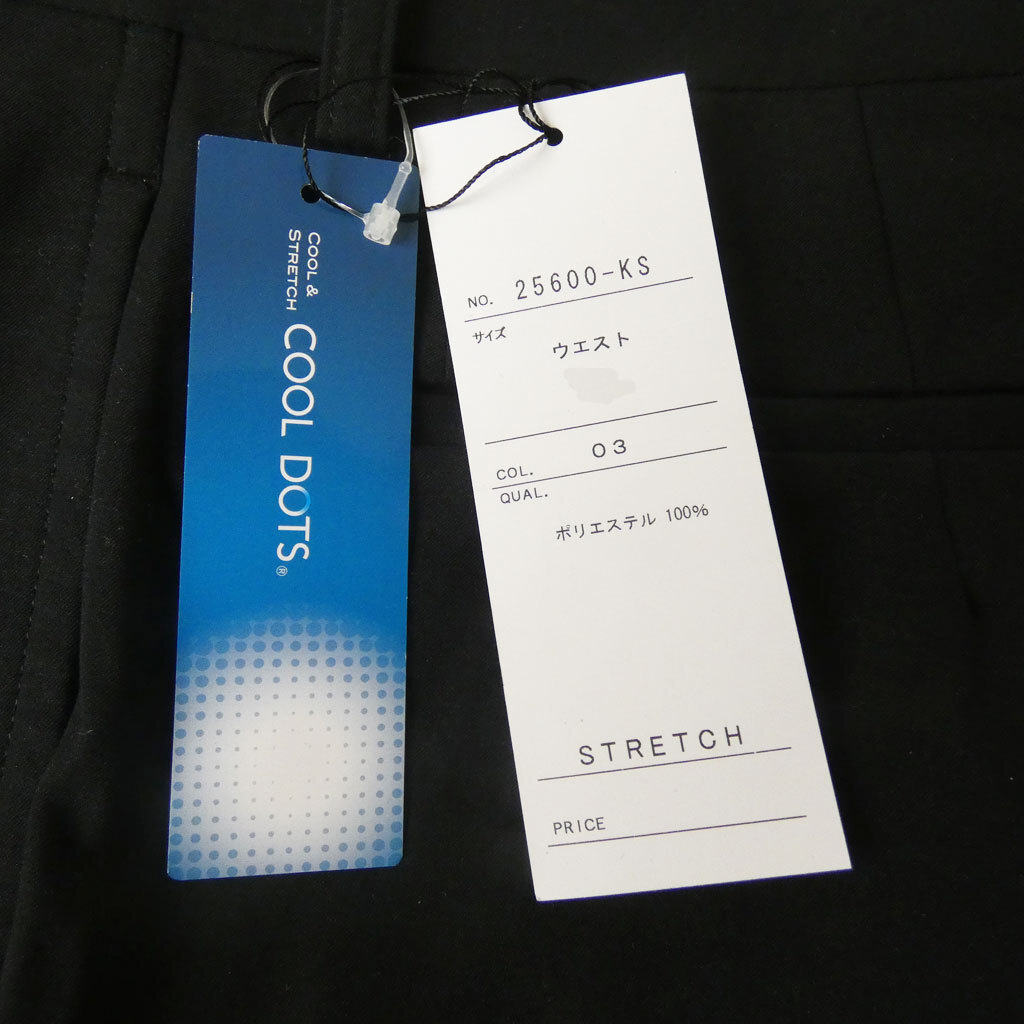 COOL &
STRETCH
COOL DOTS®
NO. 25600-KS
サイズ
ウエスト
COL. 03
QUAL.
ポリエステル 100%
STRETCH
PRICE